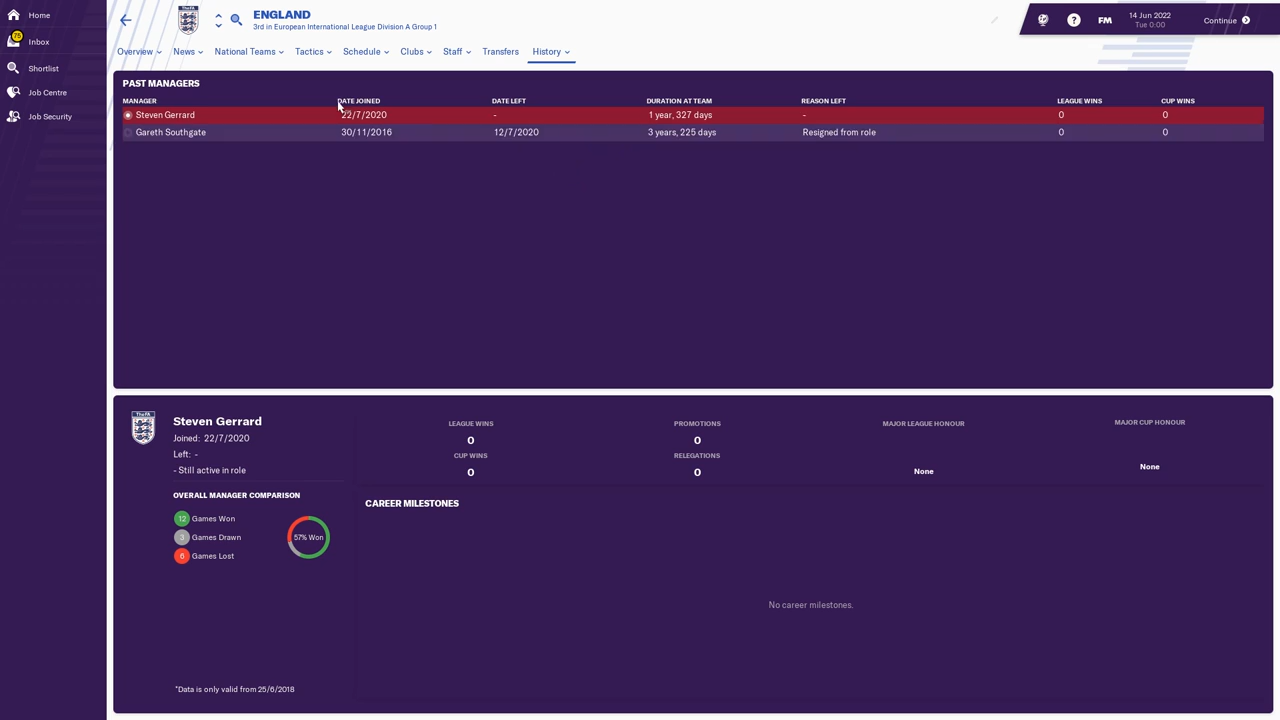 Home
75
Inbox
Shortlist
Job Centre
Job Security
The FA
ENGLAND
3rd in European International League Division A Group 1
?
FM
14 Jun 2022
Tue 0:00
Continue
Overview
News
National Teams
Tactics
Schedule
Clubs
Staff
Transfers
History
PAST MANAGERS
MANAGER DATE JOINED DATE LEFT DURATION AT TEAM REASON LEFT LEAGUE WINS CUP WINS
Steven Gerrard 22/7/2020 - 1 year, 327 days - 0 0
Gareth Southgate 30/11/2016 12/7/2020 3 years, 225 days Resigned from role 0 0
The FA
Steven Gerrard
Joined: 22/7/2020
Left: -
- Still active in role
OVERALL MANAGER COMPARISON
12 Games Won
3 Games Drawn
6 Games Lost
57% Won
*Data is only valid from 25/6/2018
LEAGUE WINS
0
CUP WINS
0
PROMOTIONS
0
RELEGATIONS
0
MAJOR LEAGUE HONOUR
None
MAJOR CUP HONOUR
None
CAREER MILESTONES
No career milestones.